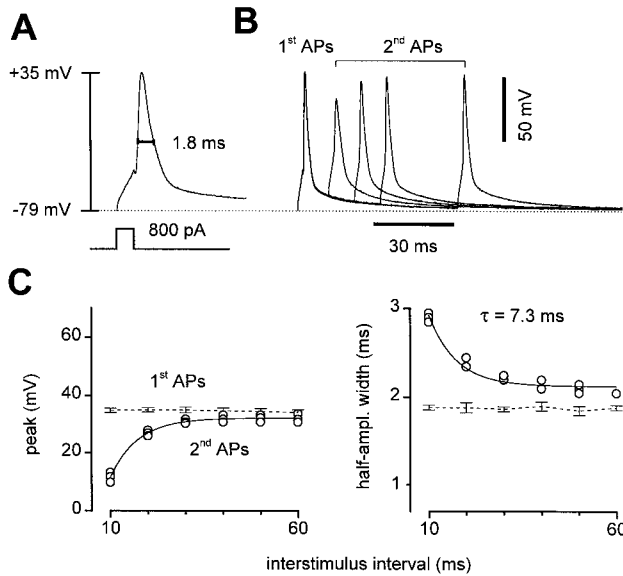 A
B
1st APs
2nd APs
+35 mV
1.8 ms
50 mV
-79 mV
800 pA
30 ms
C
peak (mV)
60
40
20
0
1st APs
2nd APs
10
60
half-ampl. width (ms)
3
2
1
τ = 7.3 ms
10
60
interstimulus interval (ms)